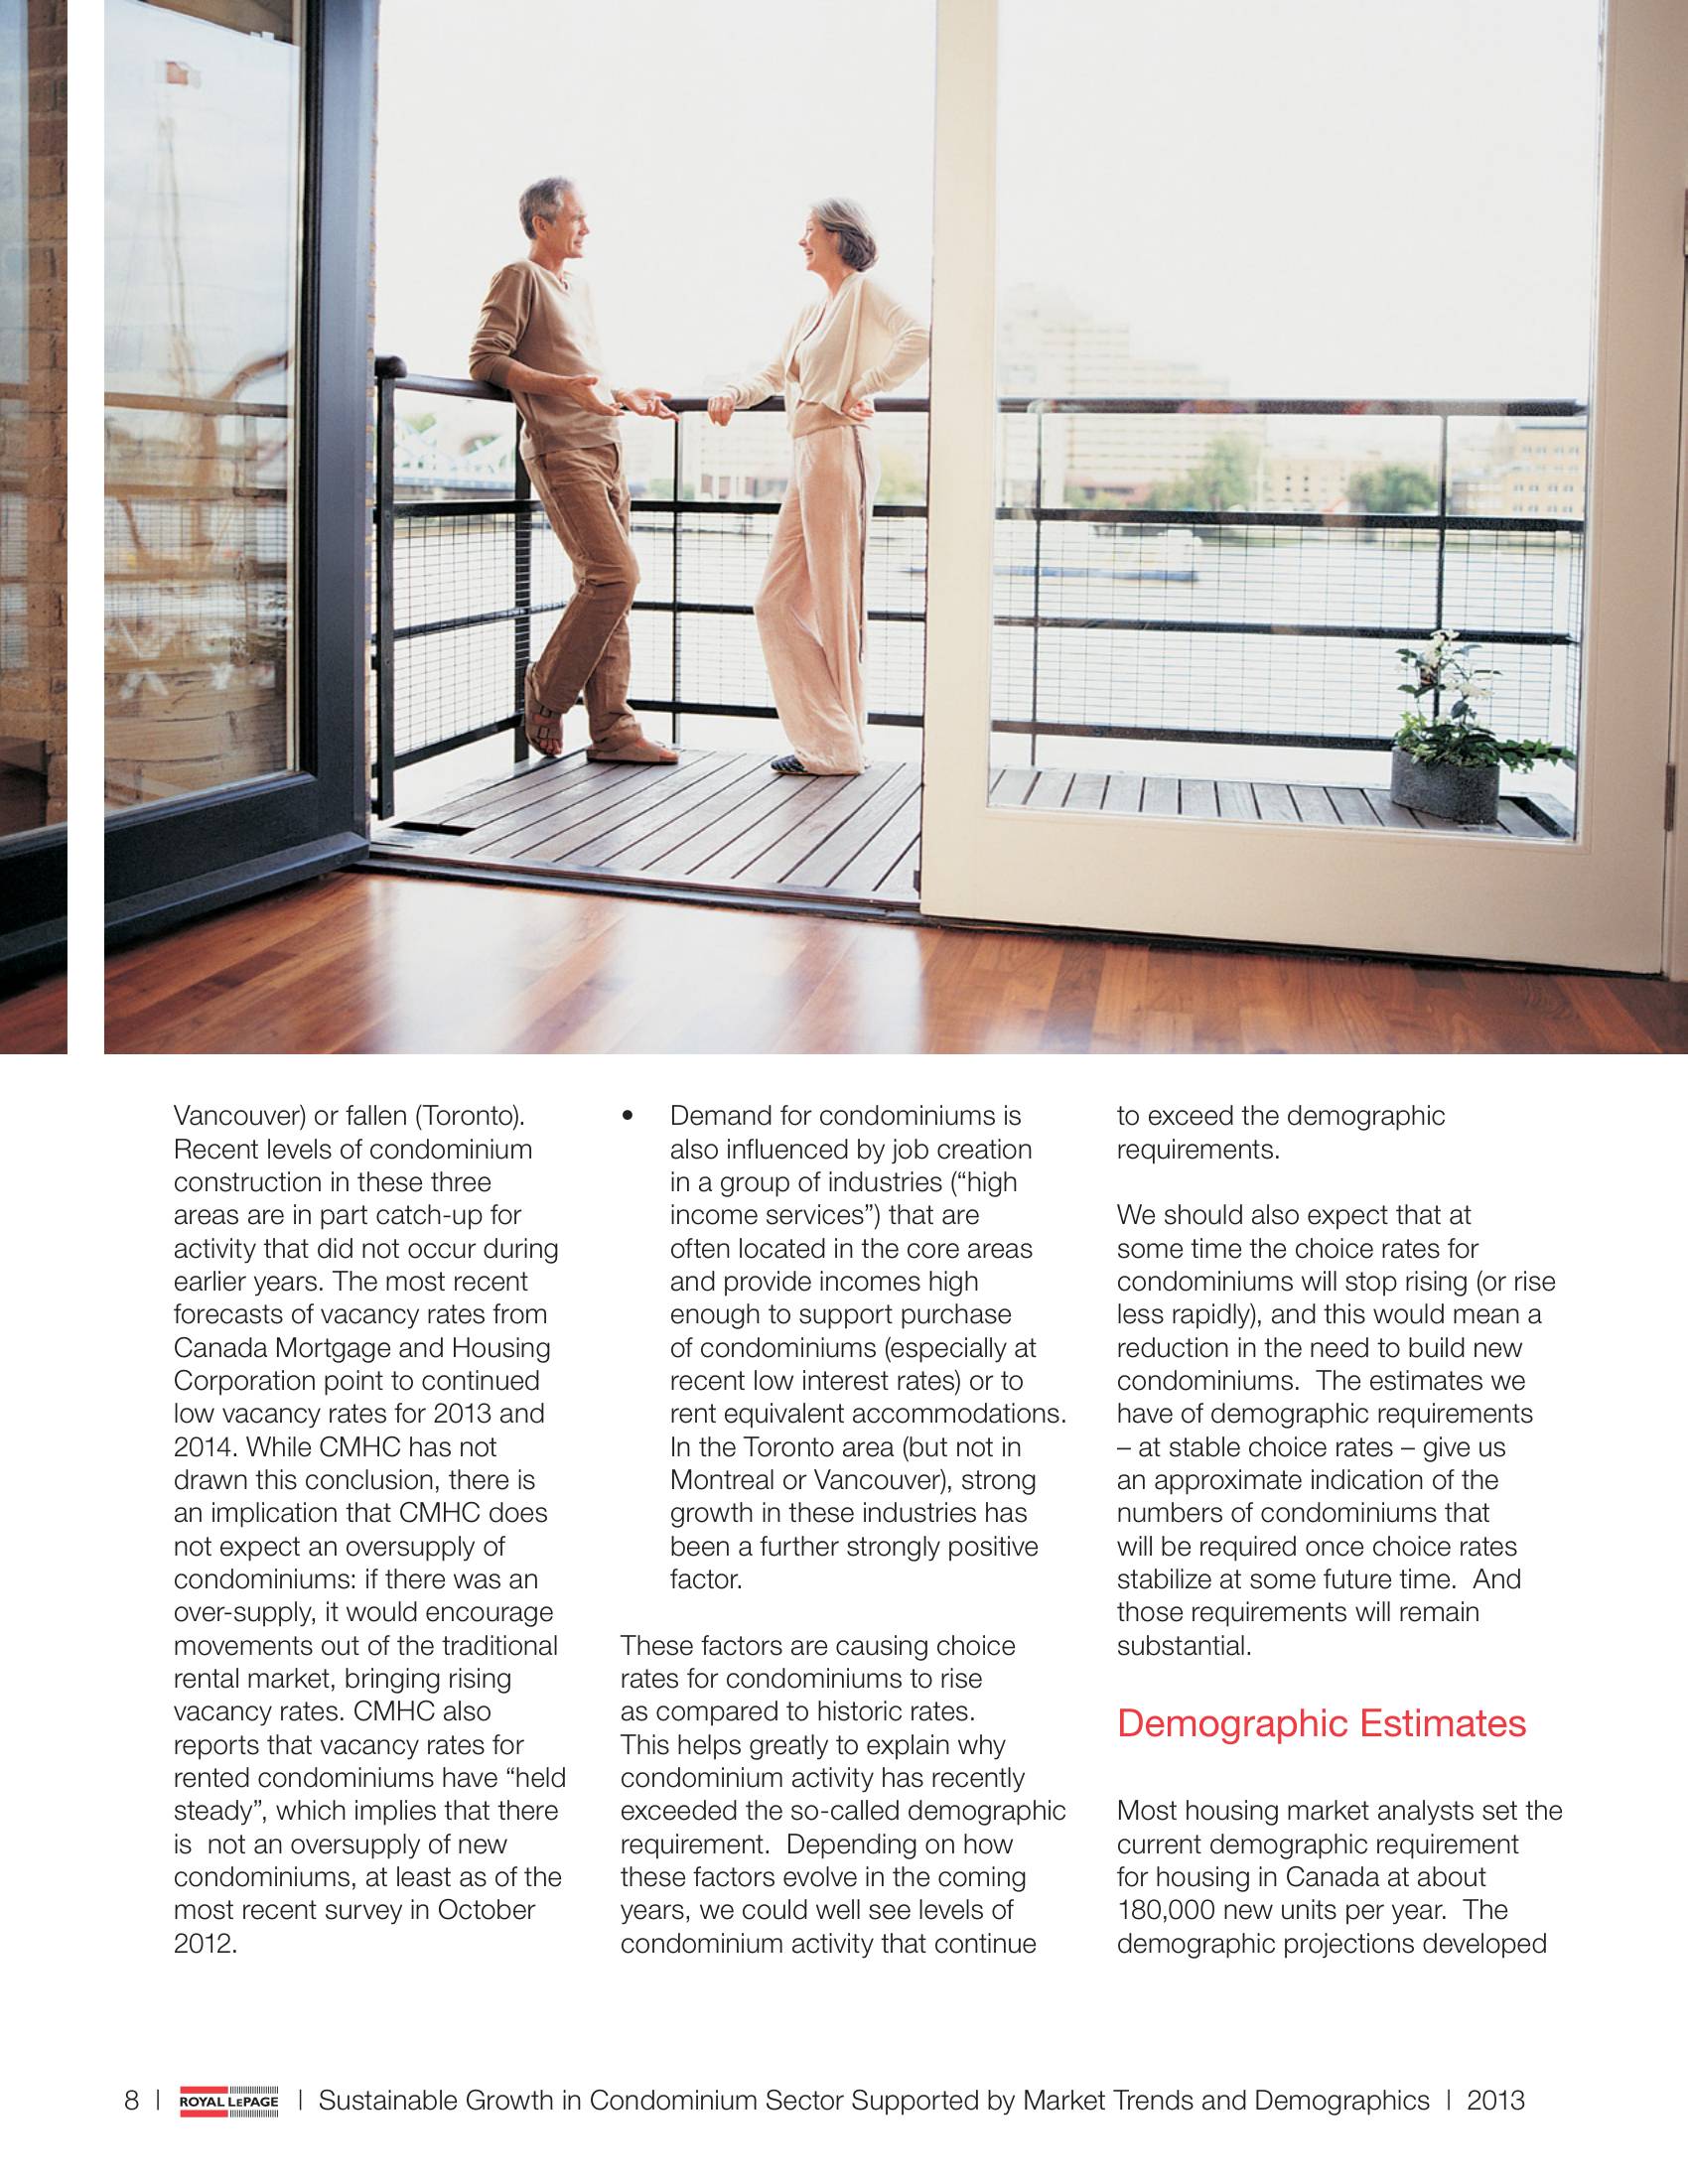 Vancouver) or fallen (Toronto).
Recent levels of condominium
construction in these three
areas are in part catch-up for
activity that did not occur during
earlier years. The most recent
forecasts of vacancy rates from
Canada Mortgage and Housing
Corporation point to continued
low vacancy rates for 2013 and
2014. While CMHC has not
drawn this conclusion, there is
an implication that CMHC does
not expect an oversupply of
condominiums: if there was an
over-supply, it would encourage
movements out of the traditional
rental market, bringing rising
vacancy rates. CMHC also
reports that vacancy rates for
rented condominiums have “held
steady”, which implies that there
is  not an oversupply of new
condominiums, at least as of the
most recent survey in October
2012.
• Demand for condominiums is
also influenced by job creation
in a group of industries (“high
income services”) that are
often located in the core areas
and provide incomes high
enough to support purchase
of condominiums (especially at
recent low interest rates) or to
rent equivalent accommodations.
In the Toronto area (but not in
Montreal or Vancouver), strong
growth in these industries has
been a further strongly positive
factor.
These factors are causing choice
rates for condominiums to rise
as compared to historic rates.
This helps greatly to explain why
condominium activity has recently
exceeded the so-called demographic
requirement.  Depending on how
these factors evolve in the coming
years, we could well see levels of
condominium activity that continue
to exceed the demographic
requirements.
We should also expect that at
some time the choice rates for
condominiums will stop rising (or rise
less rapidly), and this would mean a
reduction in the need to build new
condominiums.  The estimates we
have of demographic requirements
– at stable choice rates – give us
an approximate indication of the
numbers of condominiums that
will be required once choice rates
stabilize at some future time.  And
those requirements will remain
substantial.
Demographic Estimates
Most housing market analysts set the
current demographic requirement
for housing in Canada at about
180,000 new units per year.  The
demographic projections developed
8 | ROYAL LEPAGE | Sustainable Growth in Condominium Sector Supported by Market Trends and Demographics | 2013